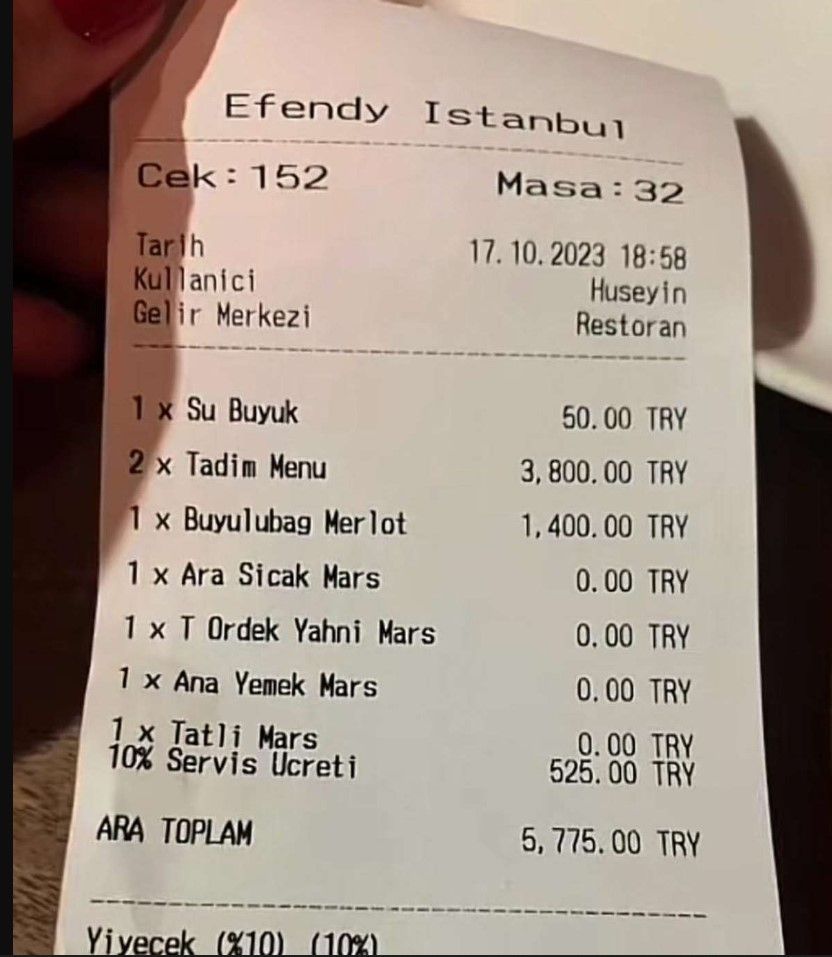 Efendy Istanbul
Cek:152 Masa:32
Tarih 17.10.2023 18:58
Kullanici Huseyin
Gelir Merkezi Restoran
1 x Su Buyuk 50.00 TRY
2 x Tadim Menu 3,800.00 TRY
1 x Buyulubag Merlot 1,400.00 TRY
1 x Ara Sicak Mars 0.00 TRY
1 x T Ordek Yahni Mars 0.00 TRY
1 x Ana Yemek Mars 0.00 TRY
1 x Tatli Mars 0.00 TRY
10% Servis Ucreti 525.00 TRY
ARA TOPLAM 5,775.00 TRY
Yiyecek (%10) (10%)